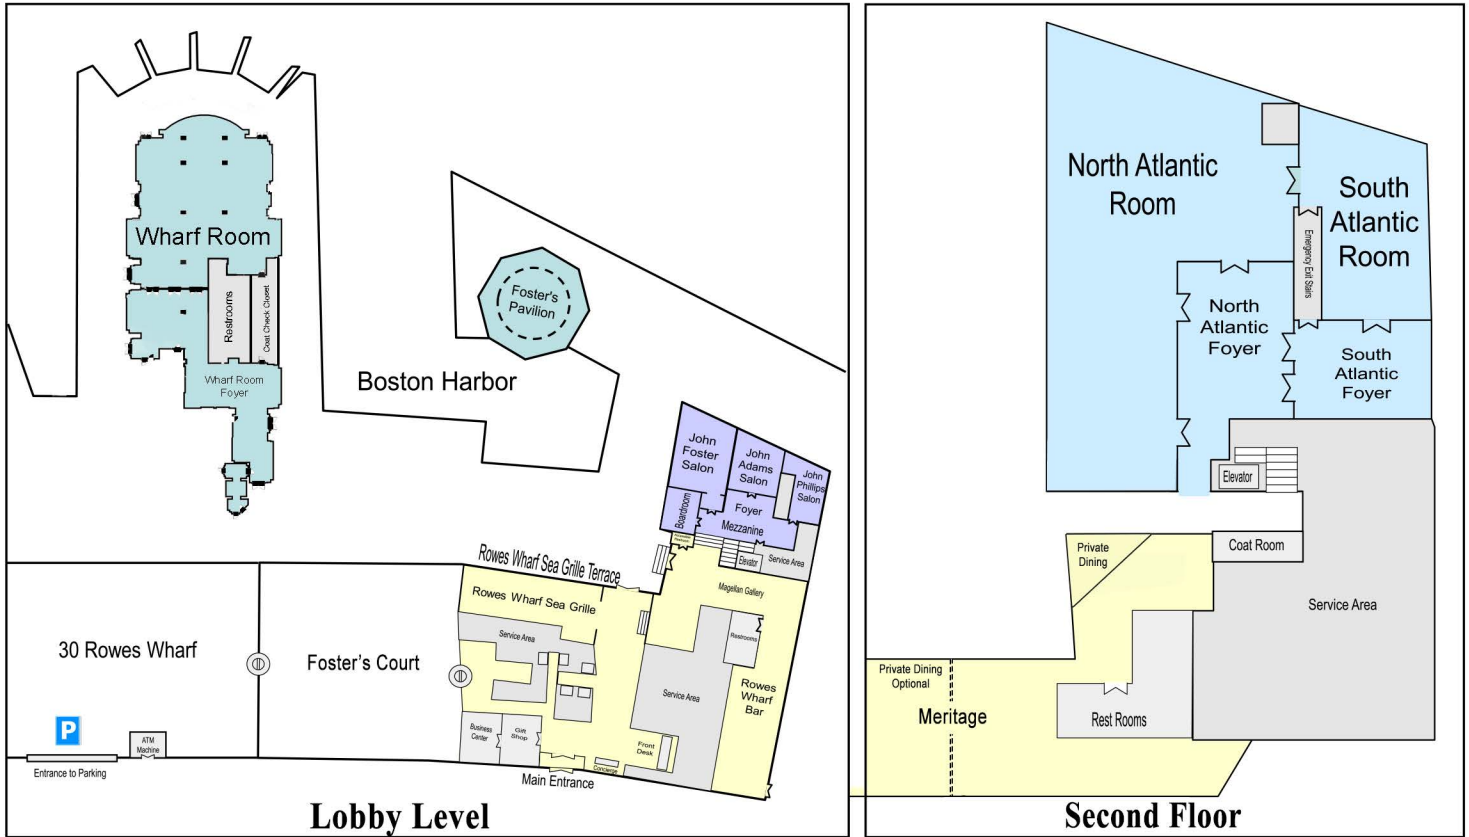 Wharf Room
Restrooms
Coat Check Closet
Wharf Room
Foyer
Foster's
Pavilion
Boston Harbor
John
Foster
Salon
John
Adams
Salon
John
Phillips
Salon
Boardroom
Foyer
Mezzanine
Elevator
Service Area
Rowes Wharf Sea Grille Terrace
Magellan Gallery
Rowes Wharf Sea Grille
Service Area
Restrooms
30 Rowes Wharf
Foster's Court
Service Area
Rowes
Wharf
Bar
P
ATM
Machine
Entrance to Parking
Business
Center
Gift
Shop
Front
Desk
Concierge
Main Entrance
Lobby Level
North Atlantic
Room
South
Atlantic
Room
Emergency Exit Stairs
North
Atlantic
Foyer
South
Atlantic
Foyer
Elevator
Private
Dining
Coat Room
Service Area
Private Dining
Optional
Meritage
Rest Rooms
Second Floor